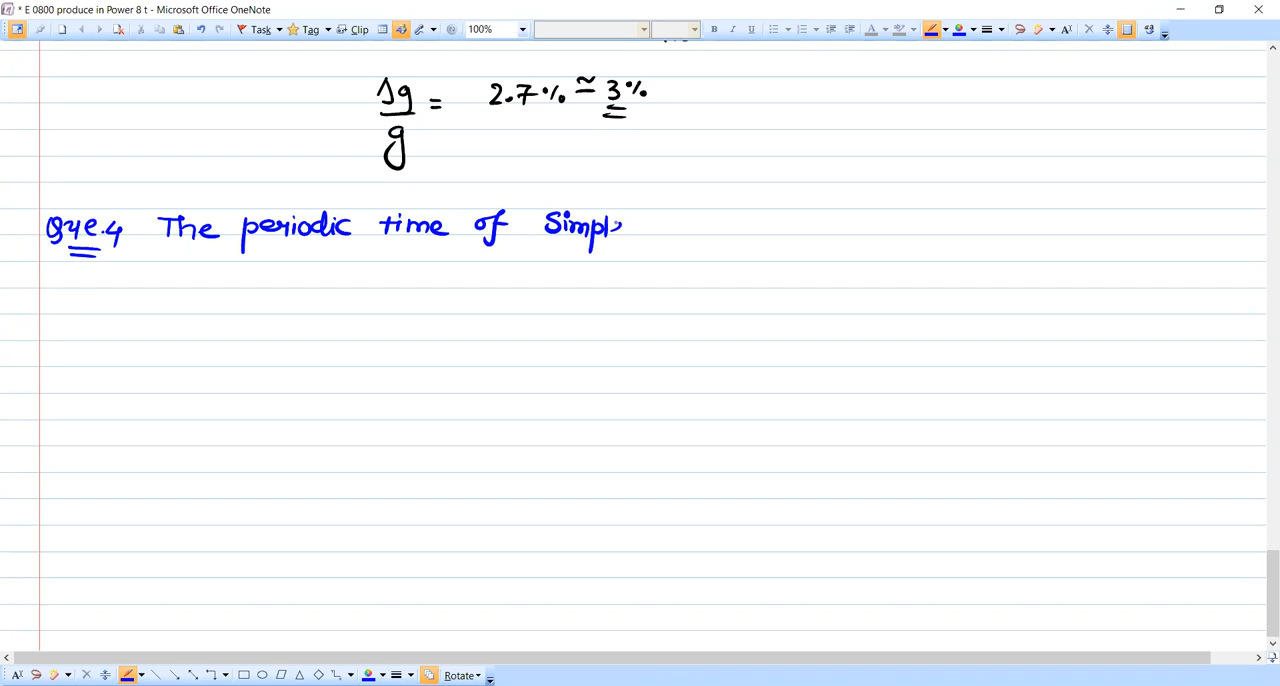 * E 0800 produce in Power 8 t - Microsoft Office OneNote
Task Tag Clip 100% B I U
Δg/g = 2.7% ≃ 3%
Que.4 The periodic time of Simpl
Rotate